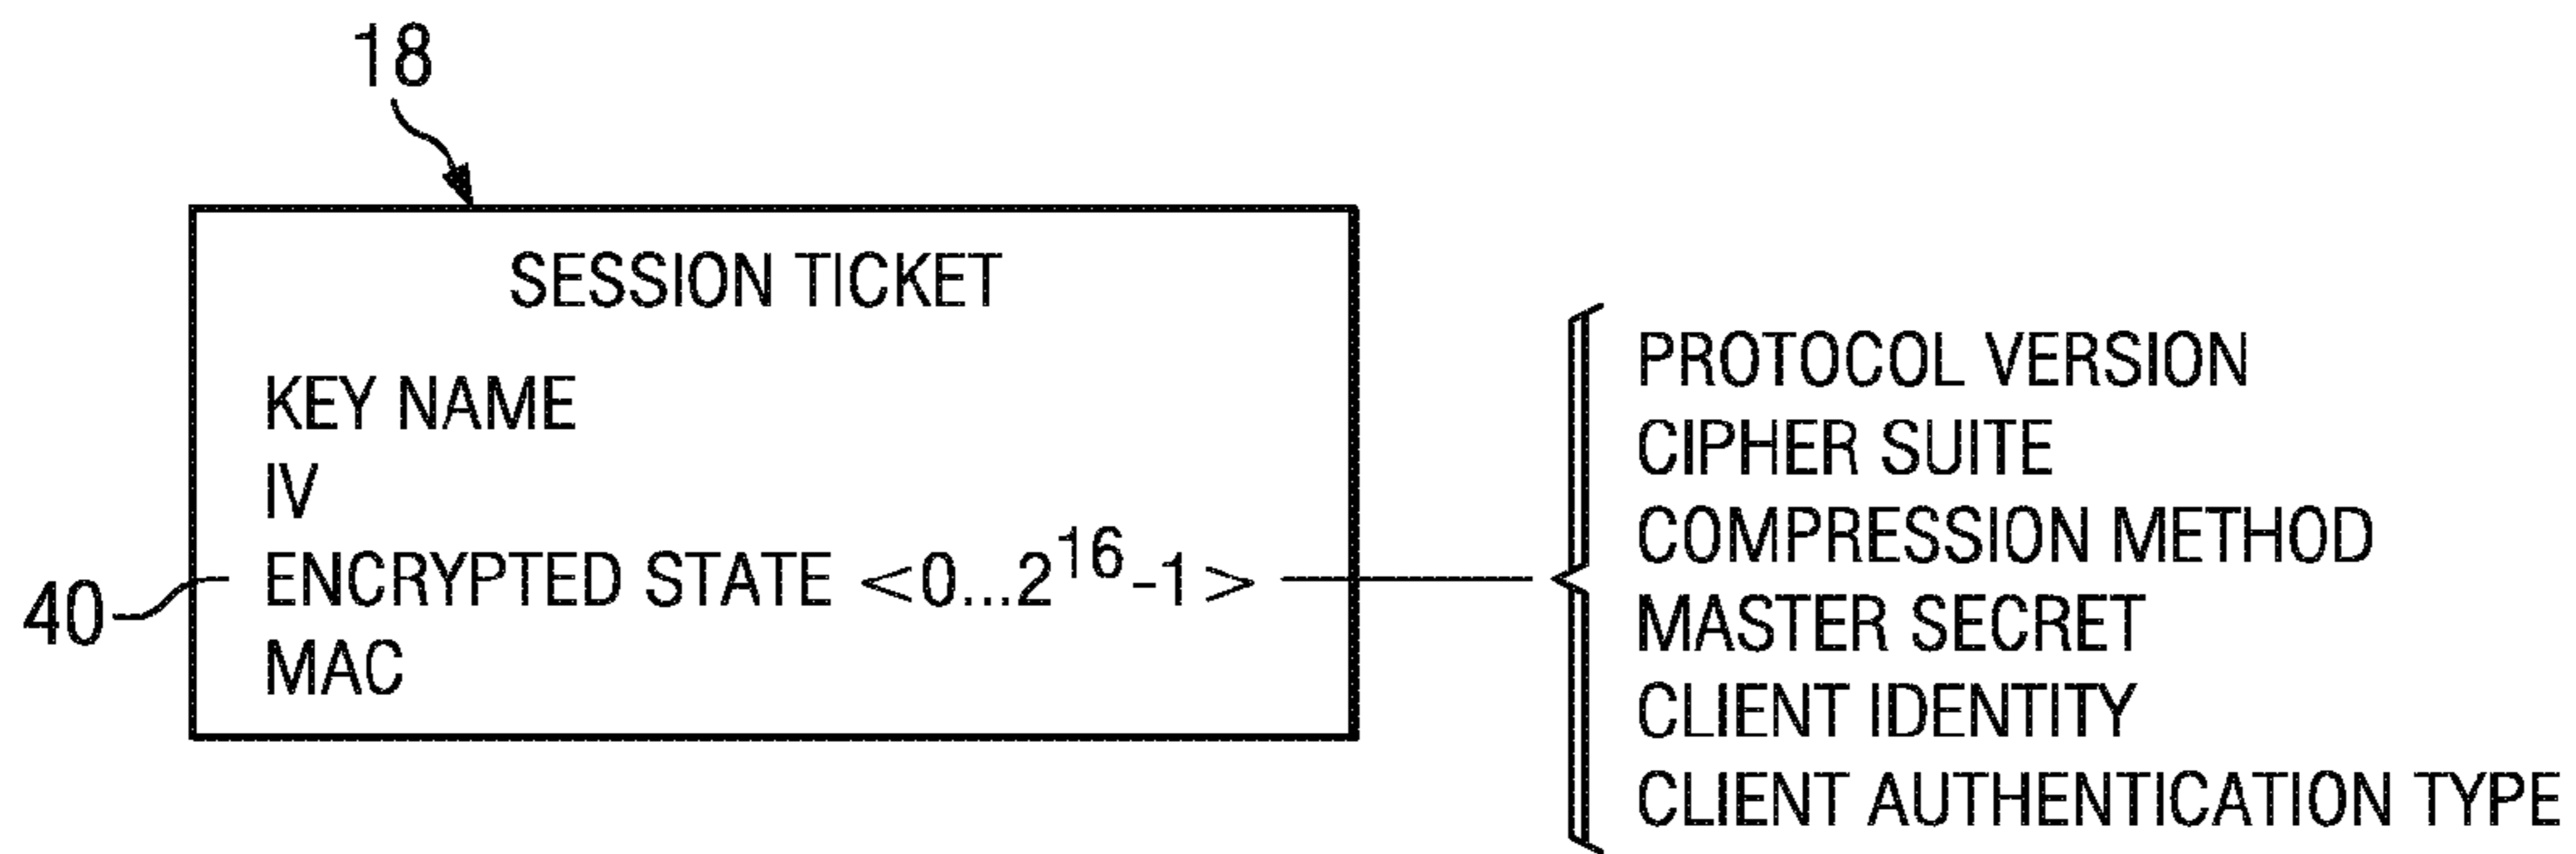 18
SESSION TICKET
KEY NAME
IV
ENCRYPTED STATE <0...2^16-1>
MAC
40
PROTOCOL VERSION
CIPHER SUITE
COMPRESSION METHOD
MASTER SECRET
CLIENT IDENTITY
CLIENT AUTHENTICATION TYPE